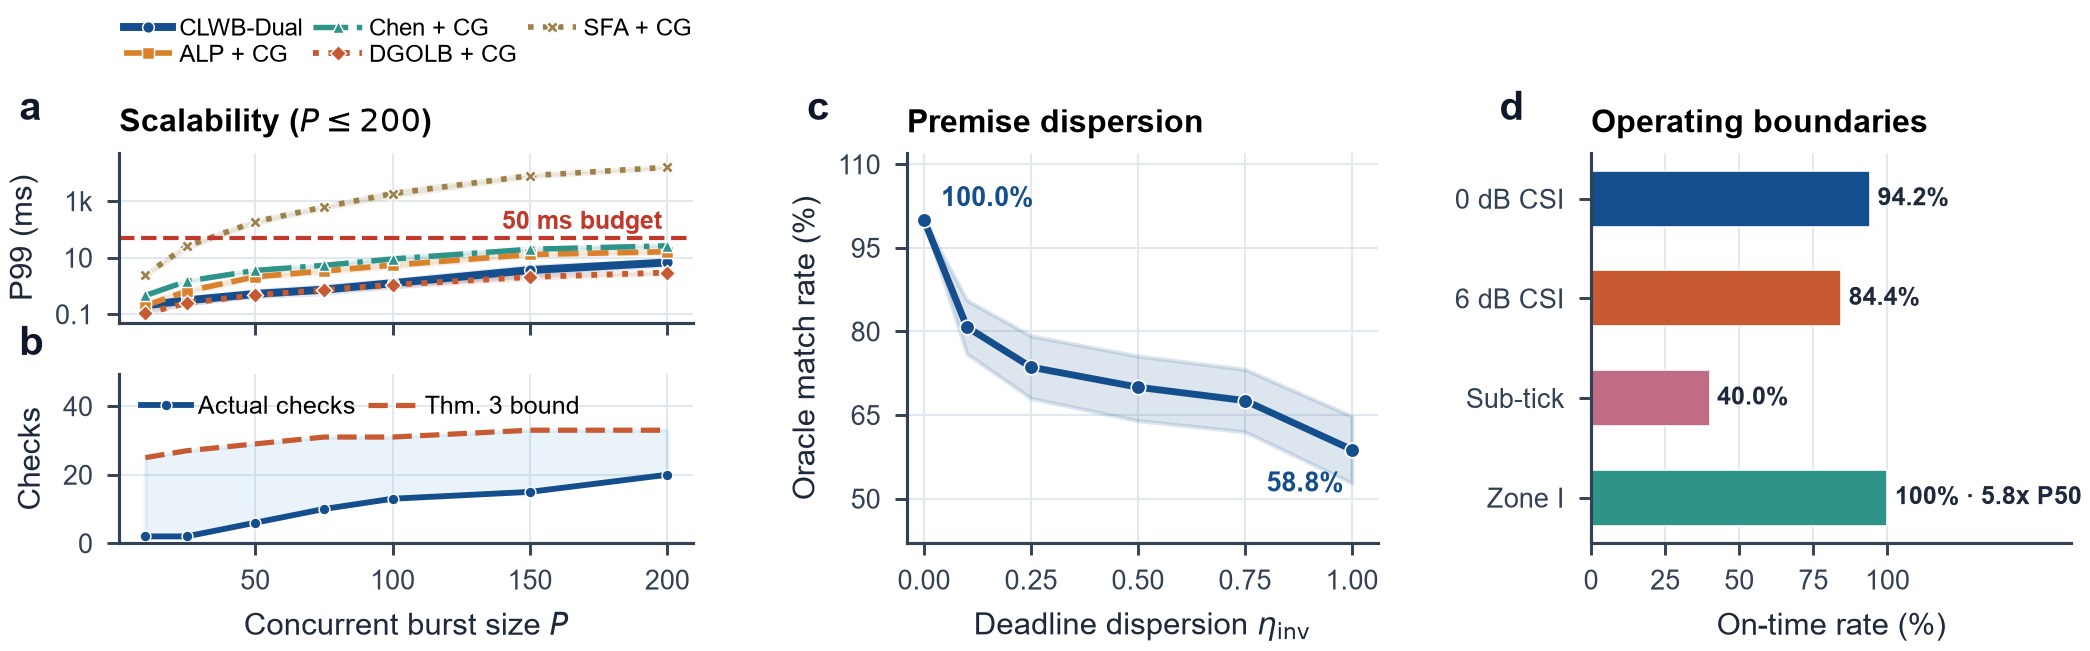 CLWB-Dual
Chen + CG
SFA + CG
ALP + CG
DGOLB + CG
a
Scalability (P ≤ 200)
P99 (ms)
1k
10
0.1
50 ms budget
b
Checks
40
20
0
Actual checks
Thm. 3 bound
50
100
150
200
Concurrent burst size P
c
Premise dispersion
Oracle match rate (%)
110
95
80
65
50
100.0%
58.8%
0.00
0.25
0.50
0.75
1.00
Deadline dispersion η_inv
d
Operating boundaries
0 dB CSI
94.2%
6 dB CSI
84.4%
Sub-tick
40.0%
Zone I
100% · 5.8x P50
0
25
50
75
100
On-time rate (%)